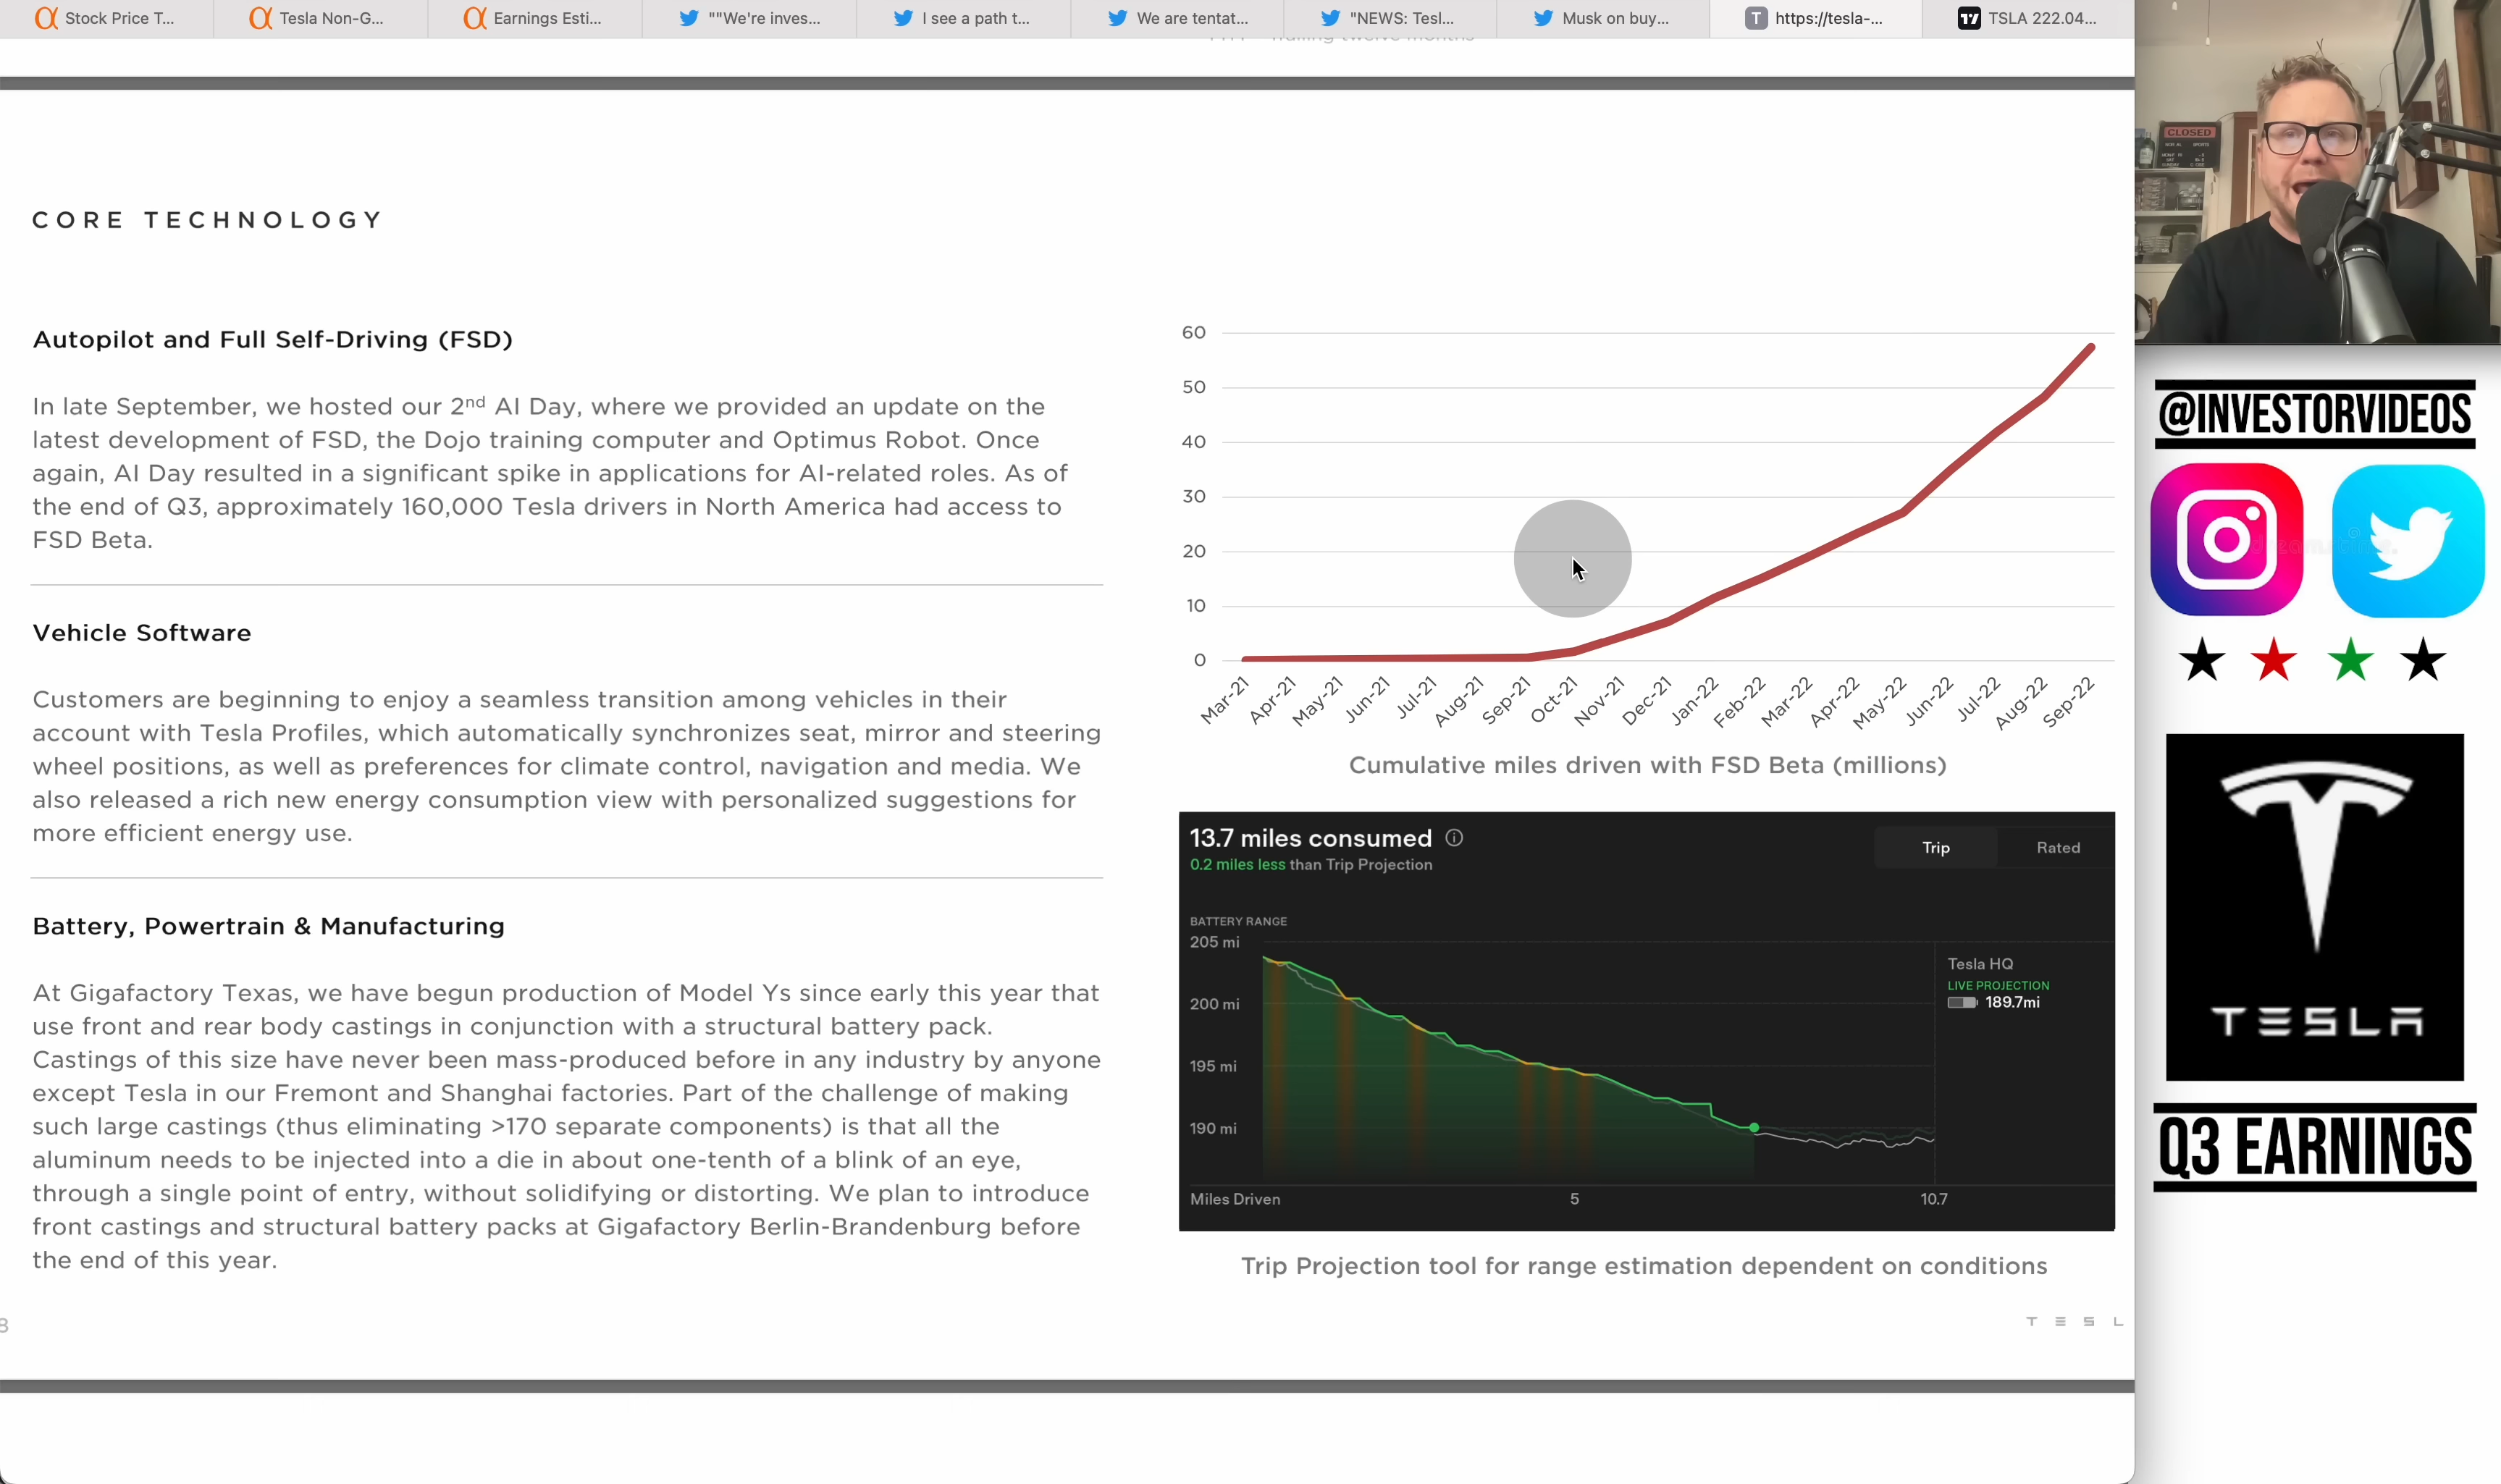 Stock Price T...
Tesla Non-G...
Earnings Esti...
""We're inves...
I see a path t...
We are tentat...
"NEWS: Tesl...
Musk on buy...
T
https://tesla-...
TSLA 222.04...
CLOSED
CORE TECHNOLOGY
Autopilot and Full Self-Driving (FSD)
In late September, we hosted our 2nd AI Day, where we provided an update on the
latest development of FSD, the Dojo training computer and Optimus Robot. Once
again, AI Day resulted in a significant spike in applications for AI-related roles. As of
the end of Q3, approximately 160,000 Tesla drivers in North America had access to
FSD Beta.
Vehicle Software
Customers are beginning to enjoy a seamless transition among vehicles in their
account with Tesla Profiles, which automatically synchronizes seat, mirror and steering
wheel positions, as well as preferences for climate control, navigation and media. We
also released a rich new energy consumption view with personalized suggestions for
more efficient energy use.
Battery, Powertrain & Manufacturing
At Gigafactory Texas, we have begun production of Model Ys since early this year that
use front and rear body castings in conjunction with a structural battery pack.
Castings of this size have never been mass-produced before in any industry by anyone
except Tesla in our Fremont and Shanghai factories. Part of the challenge of making
such large castings (thus eliminating >170 separate components) is that all the
aluminum needs to be injected into a die in about one-tenth of a blink of an eye,
through a single point of entry, without solidifying or distorting. We plan to introduce
front castings and structural battery packs at Gigafactory Berlin-Brandenburg before
the end of this year.
8
60
50
40
30
20
10
0
Mar-21
Apr-21
May-21
Jun-21
Jul-21
Aug-21
Sep-21
Oct-21
Nov-21
Dec-21
Jan-22
Feb-22
Mar-22
Apr-22
May-22
Jun-22
Jul-22
Aug-22
Sep-22
Cumulative miles driven with FSD Beta (millions)
13.7 miles consumed
0.2 miles less than Trip Projection
Trip
Rated
BATTERY RANGE
205 mi
200 mi
195 mi
190 mi
Tesla HQ
LIVE PROJECTION
189.7mi
Miles Driven
5
10.7
Trip Projection tool for range estimation dependent on conditions
TESL
@INVESTORVIDEOS
TESLA
Q3 EARNINGS